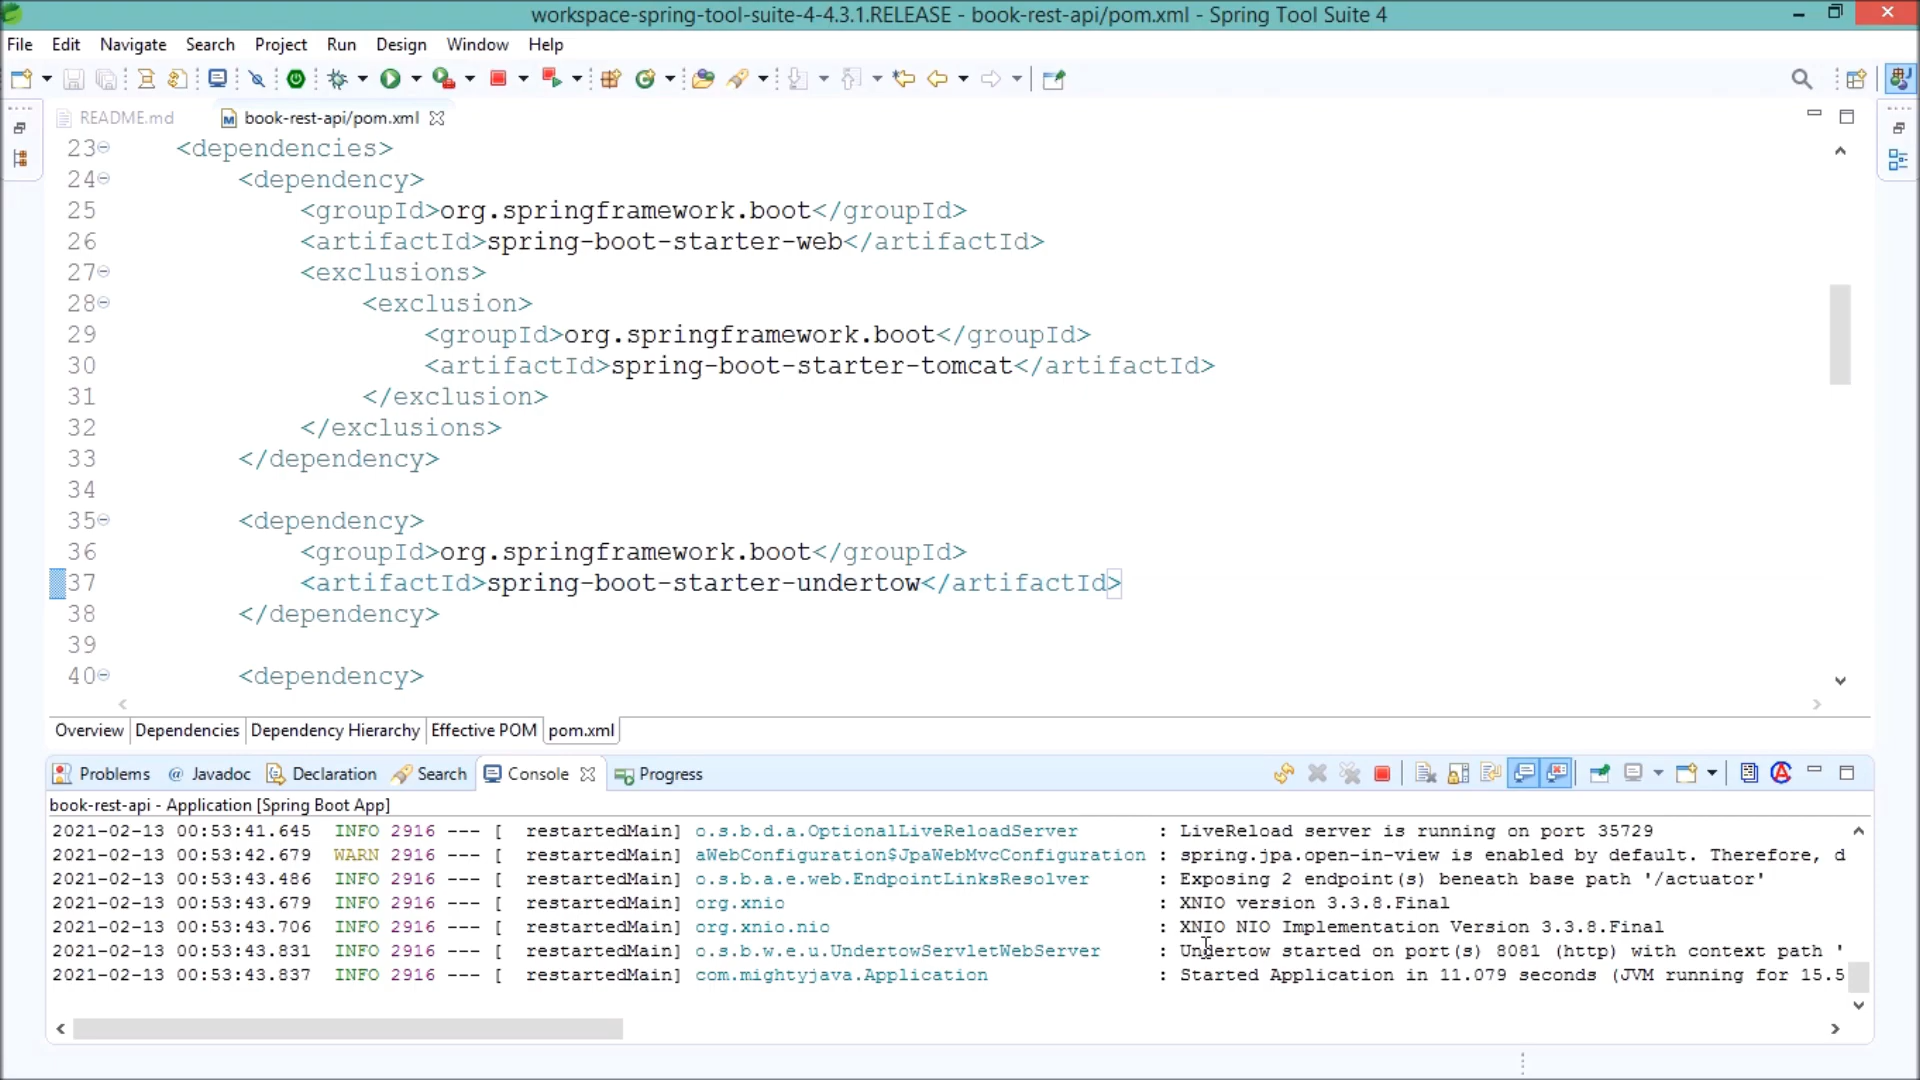 workspace-spring-tool-suite-4-4.3.1.RELEASE - book-rest-api/pom.xml - Spring Tool Suite 4
File Edit Navigate Search Project Run Design Window Help
README.md book-rest-api/pom.xml
23 <dependencies>
24 <dependency>
25 <groupId>org.springframework.boot</groupId>
26 <artifactId>spring-boot-starter-web</artifactId>
27 <exclusions>
28 <exclusion>
29 <groupId>org.springframework.boot</groupId>
30 <artifactId>spring-boot-starter-tomcat</artifactId>
31 </exclusion>
32 </exclusions>
33 </dependency>
34
35 <dependency>
36 <groupId>org.springframework.boot</groupId>
37 <artifactId>spring-boot-starter-undertow</artifactId>
38 </dependency>
39
40 <dependency>
Overview Dependencies Dependency Hierarchy Effective POM pom.xml
Problems @ Javadoc Declaration Search Console Progress
book-rest-api - Application [Spring Boot App]
2021-02-13 00:53:41.645 INFO 2916 --- [ restartedMain] o.s.b.d.a.OptionalLiveReloadServer : LiveReload server is running on port 35729
2021-02-13 00:53:42.679 WARN 2916 --- [ restartedMain] aWebConfiguration$JpaWebMvcConfiguration : spring.jpa.open-in-view is enabled by default. Therefore, d
2021-02-13 00:53:43.486 INFO 2916 --- [ restartedMain] o.s.b.a.e.web.EndpointLinksResolver : Exposing 2 endpoint(s) beneath base path '/actuator'
2021-02-13 00:53:43.679 INFO 2916 --- [ restartedMain] org.xnio : XNIO version 3.3.8.Final
2021-02-13 00:53:43.706 INFO 2916 --- [ restartedMain] org.xnio.nio : XNIO NIO Implementation Version 3.3.8.Final
2021-02-13 00:53:43.831 INFO 2916 --- [ restartedMain] o.s.b.w.e.u.UndertowServletWebServer : Undertow started on port(s) 8081 (http) with context path '
2021-02-13 00:53:43.837 INFO 2916 --- [ restartedMain] com.mightyjava.Application : Started Application in 11.079 seconds (JVM running for 15.5